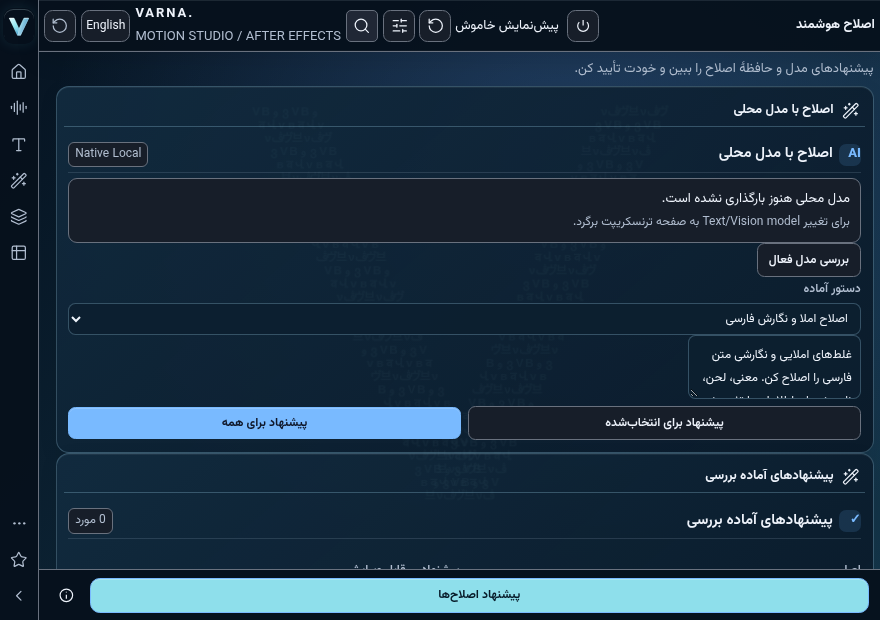 اصلاح هوشمند
پیش‌نمایش خاموش
VARNA.
MOTION STUDIO / AFTER EFFECTS
English
پیشنهادهای مدل و حافظهٔ اصلاح را ببین و خودت تأیید کن.
اصلاح با مدل محلی
AI
اصلاح با مدل محلی
Native Local
مدل محلی هنوز بارگذاری نشده است.
برای تغییر Text/Vision model به صفحه ترنسکریپت برگرد.
بررسی مدل فعال
دستور آماده
اصلاح املا و نگارش فارسی
غلط‌های املایی و نگارشی متن
فارسی را اصلاح کن. معنی، لحن،
پیشنهاد برای انتخاب‌شده
پیشنهاد برای همه
پیشنهادهای آماده بررسی
پیشنهادهای آماده بررسی
0 مورد
پیشنهاد اصلاح‌ها